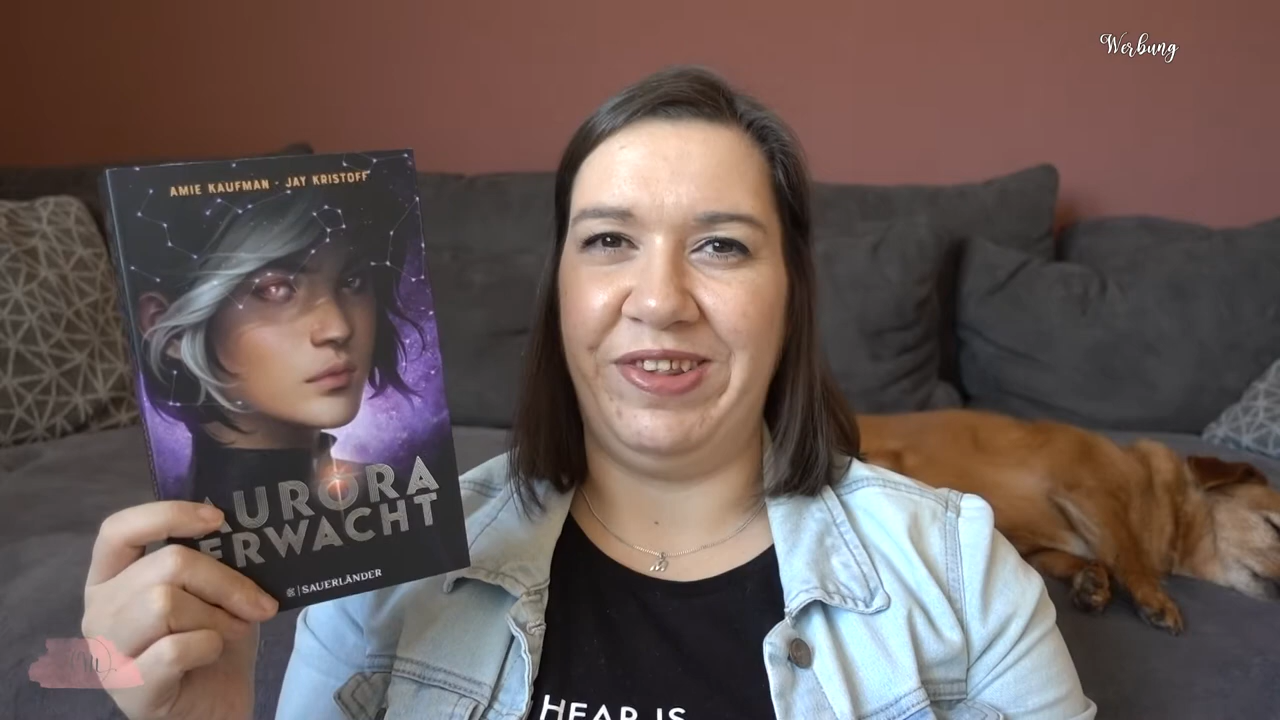 Werbung
AMIE KAUFMAN · JAY KRISTOFF
AURORA
ERWACHT
SAUERLÄNDER
M
HEAR IS